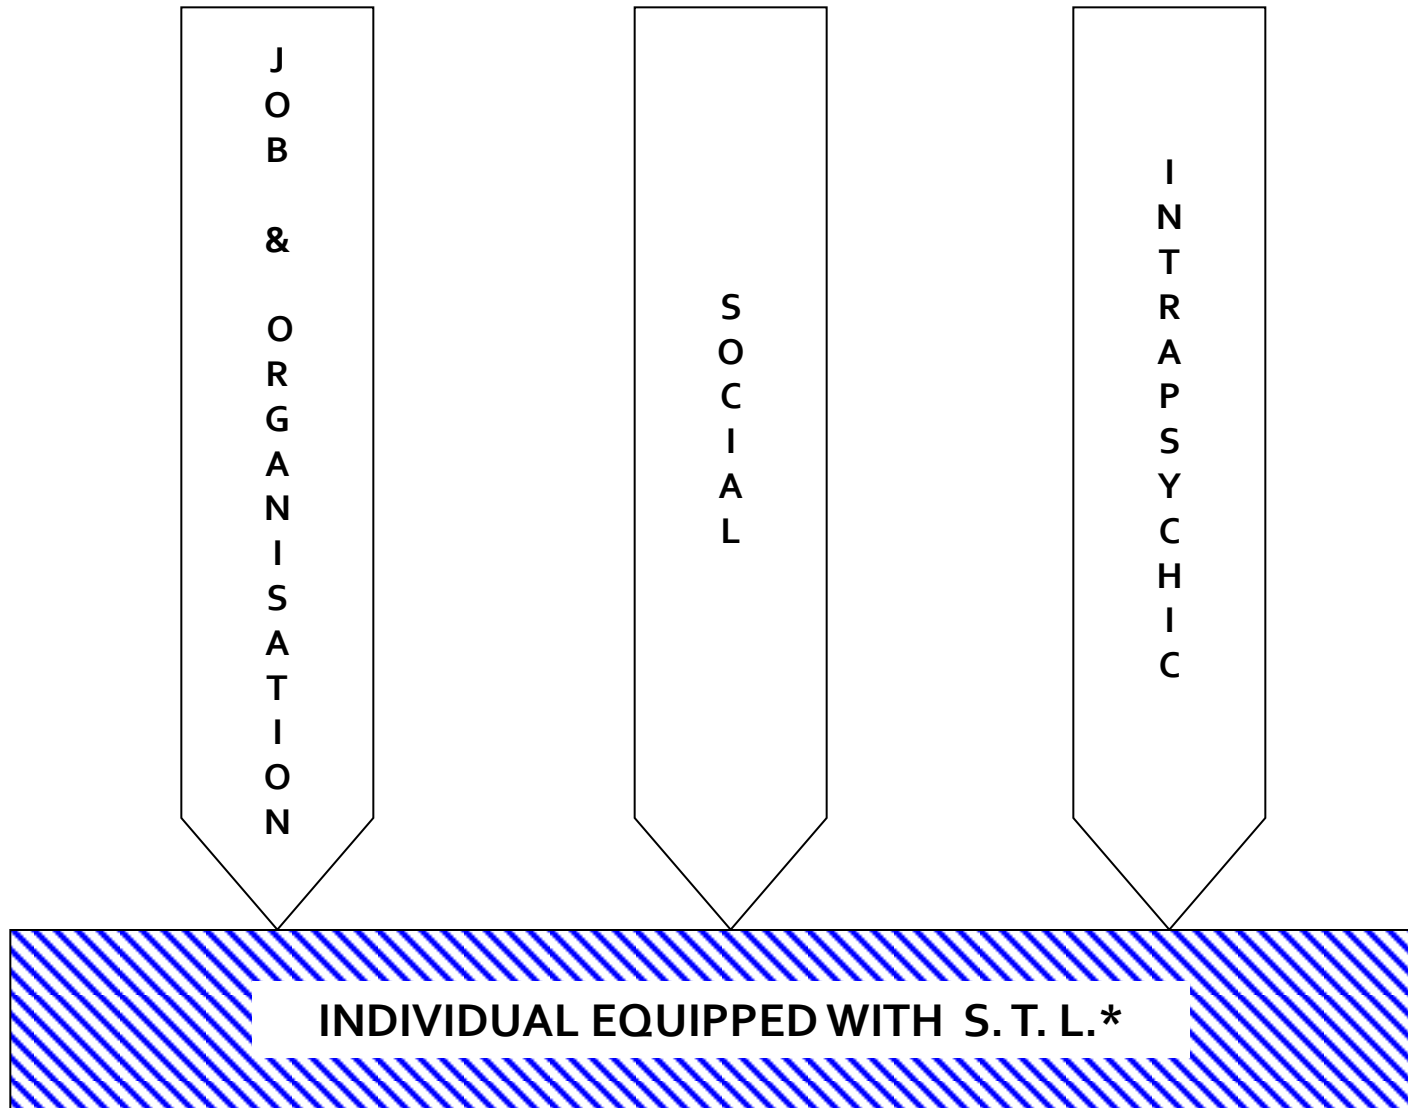 JOB & ORGANISATION
SOCIAL
INTRAPSYCHIC
INDIVIDUAL EQUIPPED WITH S. T. L.*